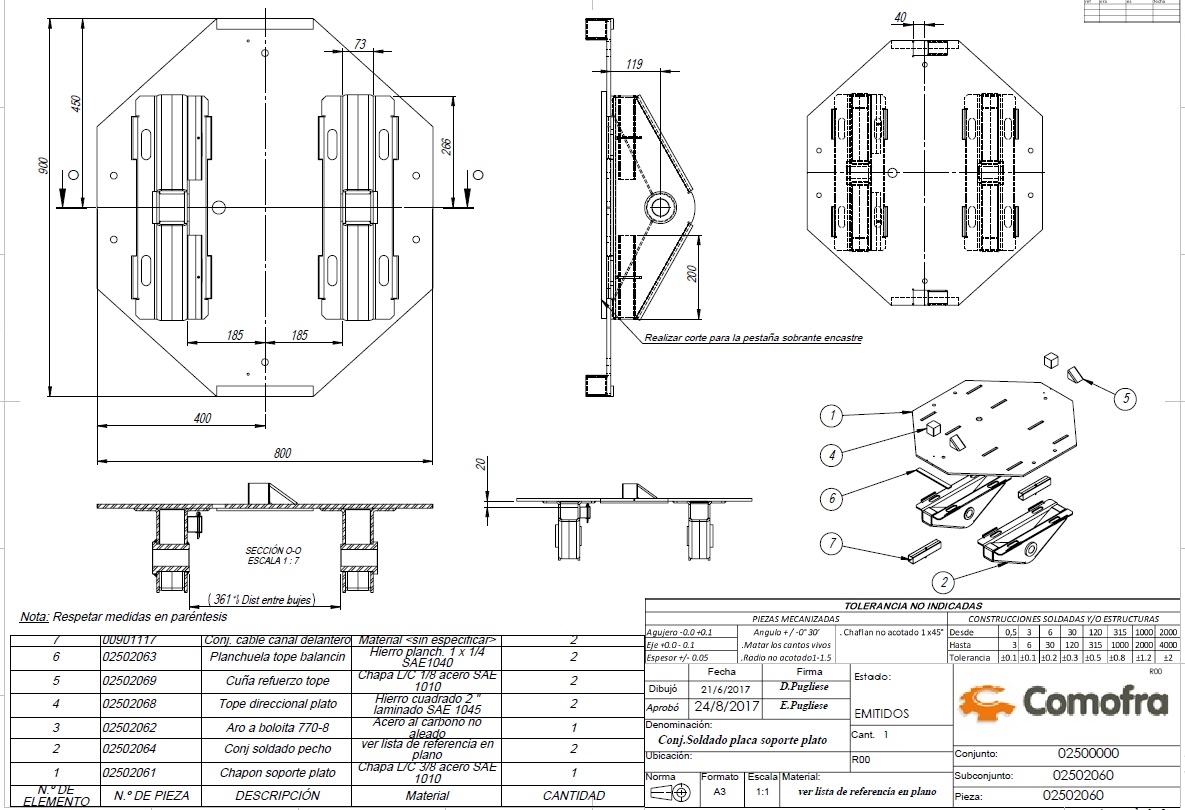 40
73
119
450
900
266
O
O
200
185
185
Realizar corte para la pestaña sobrante encastre
400
800
1
4
5
6
7
2
20
SECCIÓN O-O
ESCALA 1 : 7
Dist entre bujes)
Nota: Respetar medidas en paréntesis
7 00901117 Conj. cable canal delantero Material <sin especificar> 2
6 02502063 Planchuela tope balancin Hierro planch. 1 x 1/4 SAE1040 2
5 02502069 Cuña refuerzo tope Chapa L/C 1/8 acero SAE 1010 2
4 02502068 Tope direccional plato Hierro cuadrado 2 " laminado SAE 1045 2
3 02502062 Aro a boloita 770-8 Acero al carbono no aleado 1
2 02502064 Conj soldado pecho ver lista de referencia en plano 2
1 02502061 Chapon soporte plato Chapa L/C 3/8 acero SAE 1010 1
N.º DE ELEMENTO N.º DE PIEZA DESCRIPCIÓN Material CANTIDAD
TOLERANCIA NO INDICADAS
PIEZAS MECANIZADAS CONSTRUCCIONES SOLDADAS Y/O ESTRUCTURAS
Agujero -0.0 +0.1 Angulo + / -0° 30' . Chaflan no acotado 1 x45° Desde 0,5 3 6 30 120 315 1000 2000
Eje +0.0 - 0.1 .Matar los cantos vivos Hasta 3 6 30 120 315 1000 2000 4000
Espesor +/- 0.05 .Radio no acotado1-1.5 Tolerancia ±0.1 ±0.1 ±0.2 ±0.3 ±0.5 ±0.8 ±1.2 ±2
Fecha Firma
Dibujó 21/6/2017 D.Pugliese
Aprobó 24/8/2017 E.Pugliese
Estado:
EMITIDOS
R00
Comofra
Denominación:
Conj.Soldado placa soporte plato
Cant. 1
Ubicación:
R00
Conjunto: 02500000
Subconjunto: 02502060
Pieza: 02502060
Norma Formato Escala Material:
A3 1:1 ver lista de referencia en plano